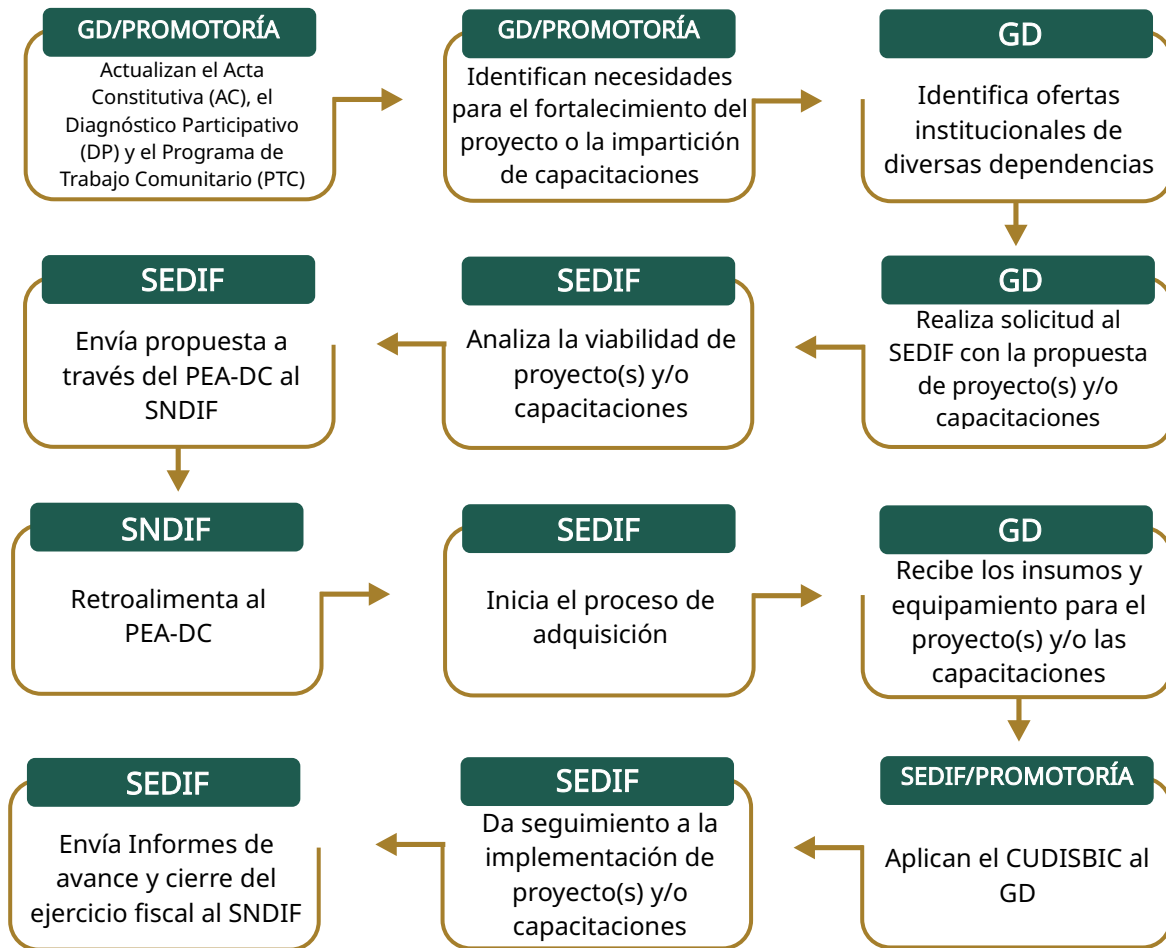 GD/PROMOTORÍA
Actualizan el Acta
Constitutiva (AC), el
Diagnóstico Participativo
(DP) y el Programa de
Trabajo Comunitario (PTC)
GD/PROMOTORÍA
Identifican necesidades
para el fortalecimiento del
proyecto o la impartición
de capacitaciones
GD
Identifica ofertas
institucionales de
diversas dependencias
GD
Realiza solicitud al
SEDIF con la propuesta
de proyecto(s) y/o
capacitaciones
SEDIF
Analiza la viabilidad de
proyecto(s) y/o
capacitaciones
SEDIF
Envía propuesta a
través del PEA-DC al
SNDIF
SNDIF
Retroalimenta al
PEA-DC
SEDIF
Inicia el proceso de
adquisición
GD
Recibe los insumos y
equipamiento para el
proyecto(s) y/o las
capacitaciones
SEDIF/PROMOTORÍA
Aplican el CUDISBIC al
GD
SEDIF
Da seguimiento a la
implementación de
proyecto(s) y/o
capacitaciones
SEDIF
Envía Informes de
avance y cierre del
ejercicio fiscal al SNDIF